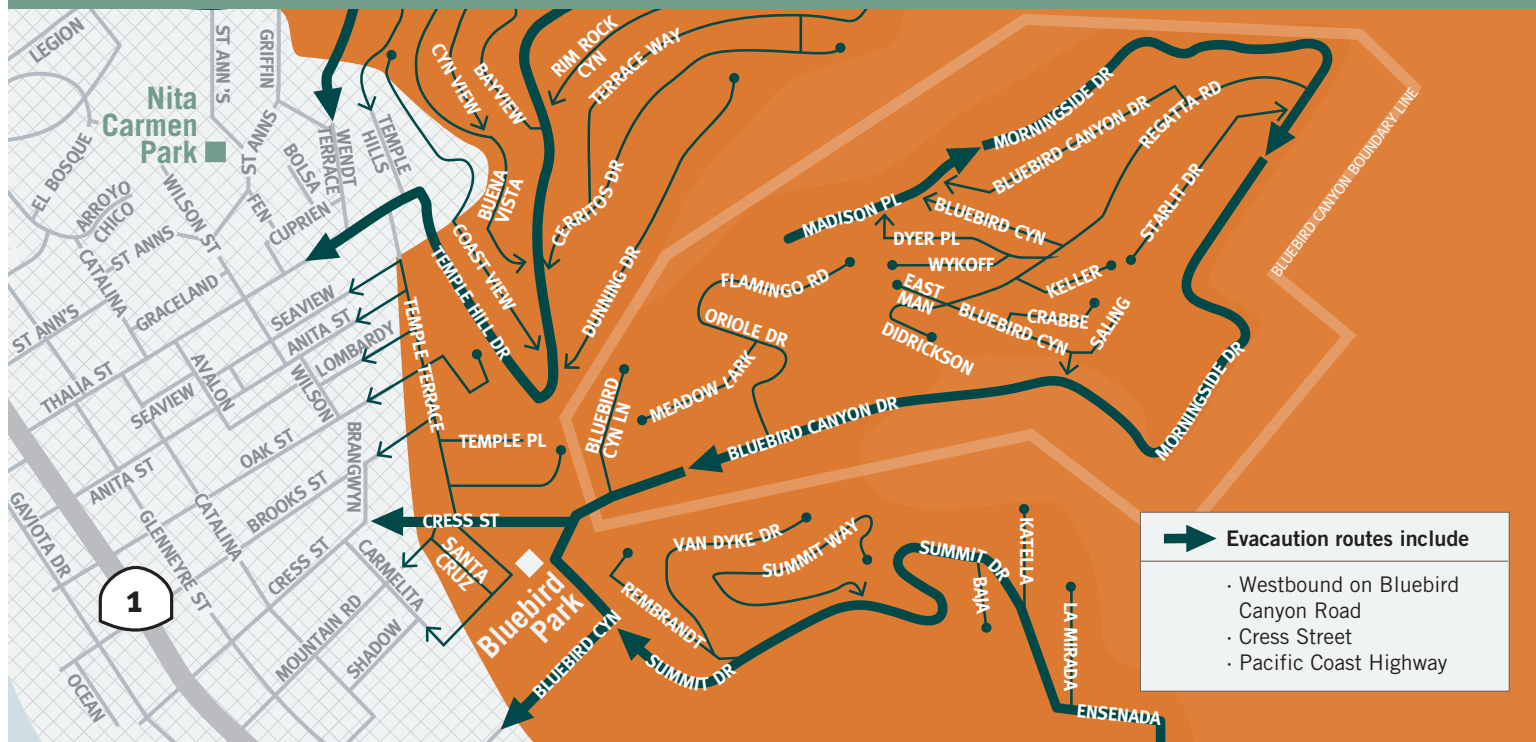 LEGION
ST ANN'S
GRIFFIN
CYN VIEW
BAYVIEW
RIM ROCK
CYN
TERRACE WAY
MORNINGSIDE DR
Nita
Carmen
Park
EL BOSQUE
ARROYO
CHICO
WILSON ST
ST ANNS
FEN
BOLSA
WENDT
TERRACE
TEMPLE
HILLS
CUPRIEN
ST ANNS
CATALINA
BUENA
VISTA
COAST VIEW
CERRITOS DR
DUNNING DR
BLUEBIRD CANYON DR
REGATTA RD
STARLIT DR
BLUEBIRD CANYON BOUNDARY LINE
MADISON PL
BLUEBIRD CYN
DYER PL
WYKOFF
KELLER
FLAMINGO RD
EAST
MAN
ORIOLE DR
BLUEBIRD CYN
CRABBE
SALING
DIDRICKSON
ST ANN'S
GRACELAND
SEAVIEW
ANITA ST
LOMBARDY
TEMPLE HILL DR
TEMPLE TERRACE
THALIA ST
SEAVIEW
AVALON
WILSON
MEADOW LARK
BLUEBIRD
CYN LN
BLUEBIRD CANYON DR
MORNINGSIDE DR
TEMPLE PL
BRANGWYN
OAK ST
ANITA ST
CATALINA
BROOKS ST
GAVIOTA DR
GLENNEYRE ST
CRESS ST
CRESS ST
CARMELITA
SANTA
CRUZ
1
MOUNTAIN RD
SHADOW
OCEAN
Bluebird
Park
BLUEBIRD CYN
VAN DYKE DR
SUMMIT WAY
REMBRANDT
SUMMIT DR
SUMMIT DR
BAJA
KATELLA
LA MIRADA
ENSENADA
Evacaution routes include
· Westbound on Bluebird
Canyon Road
· Cress Street
· Pacific Coast Highway